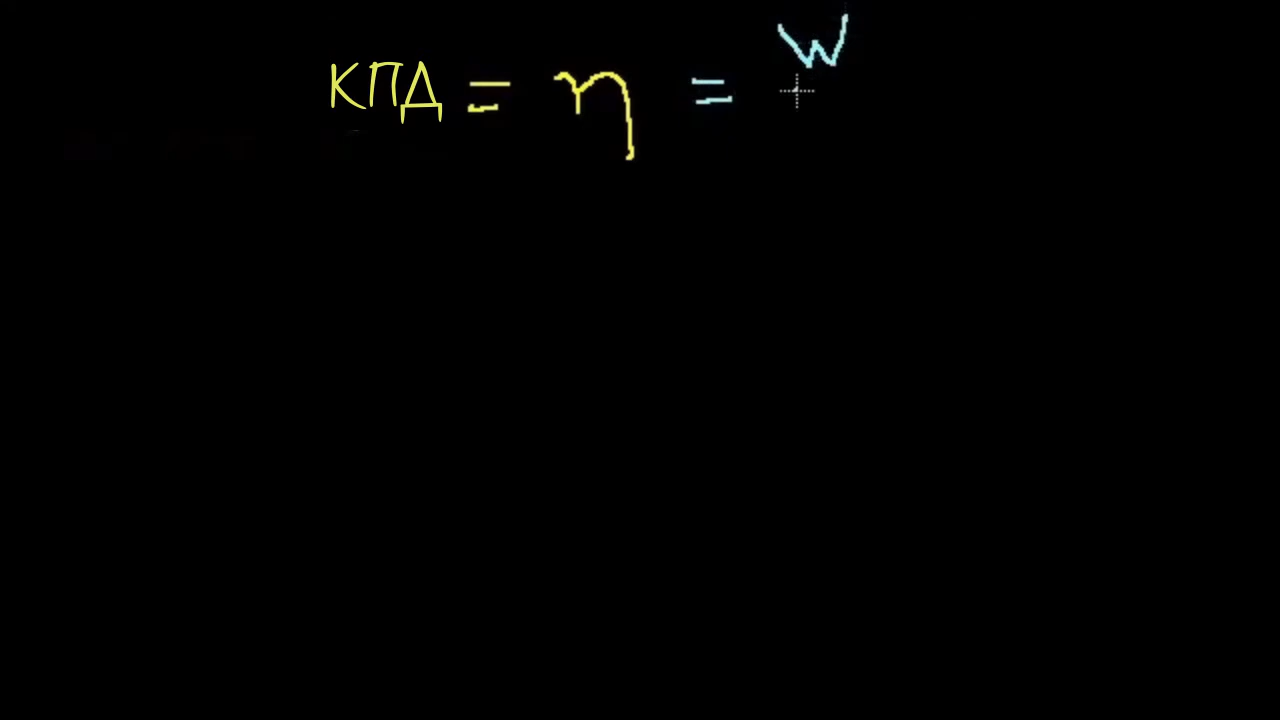 КПД = η = W